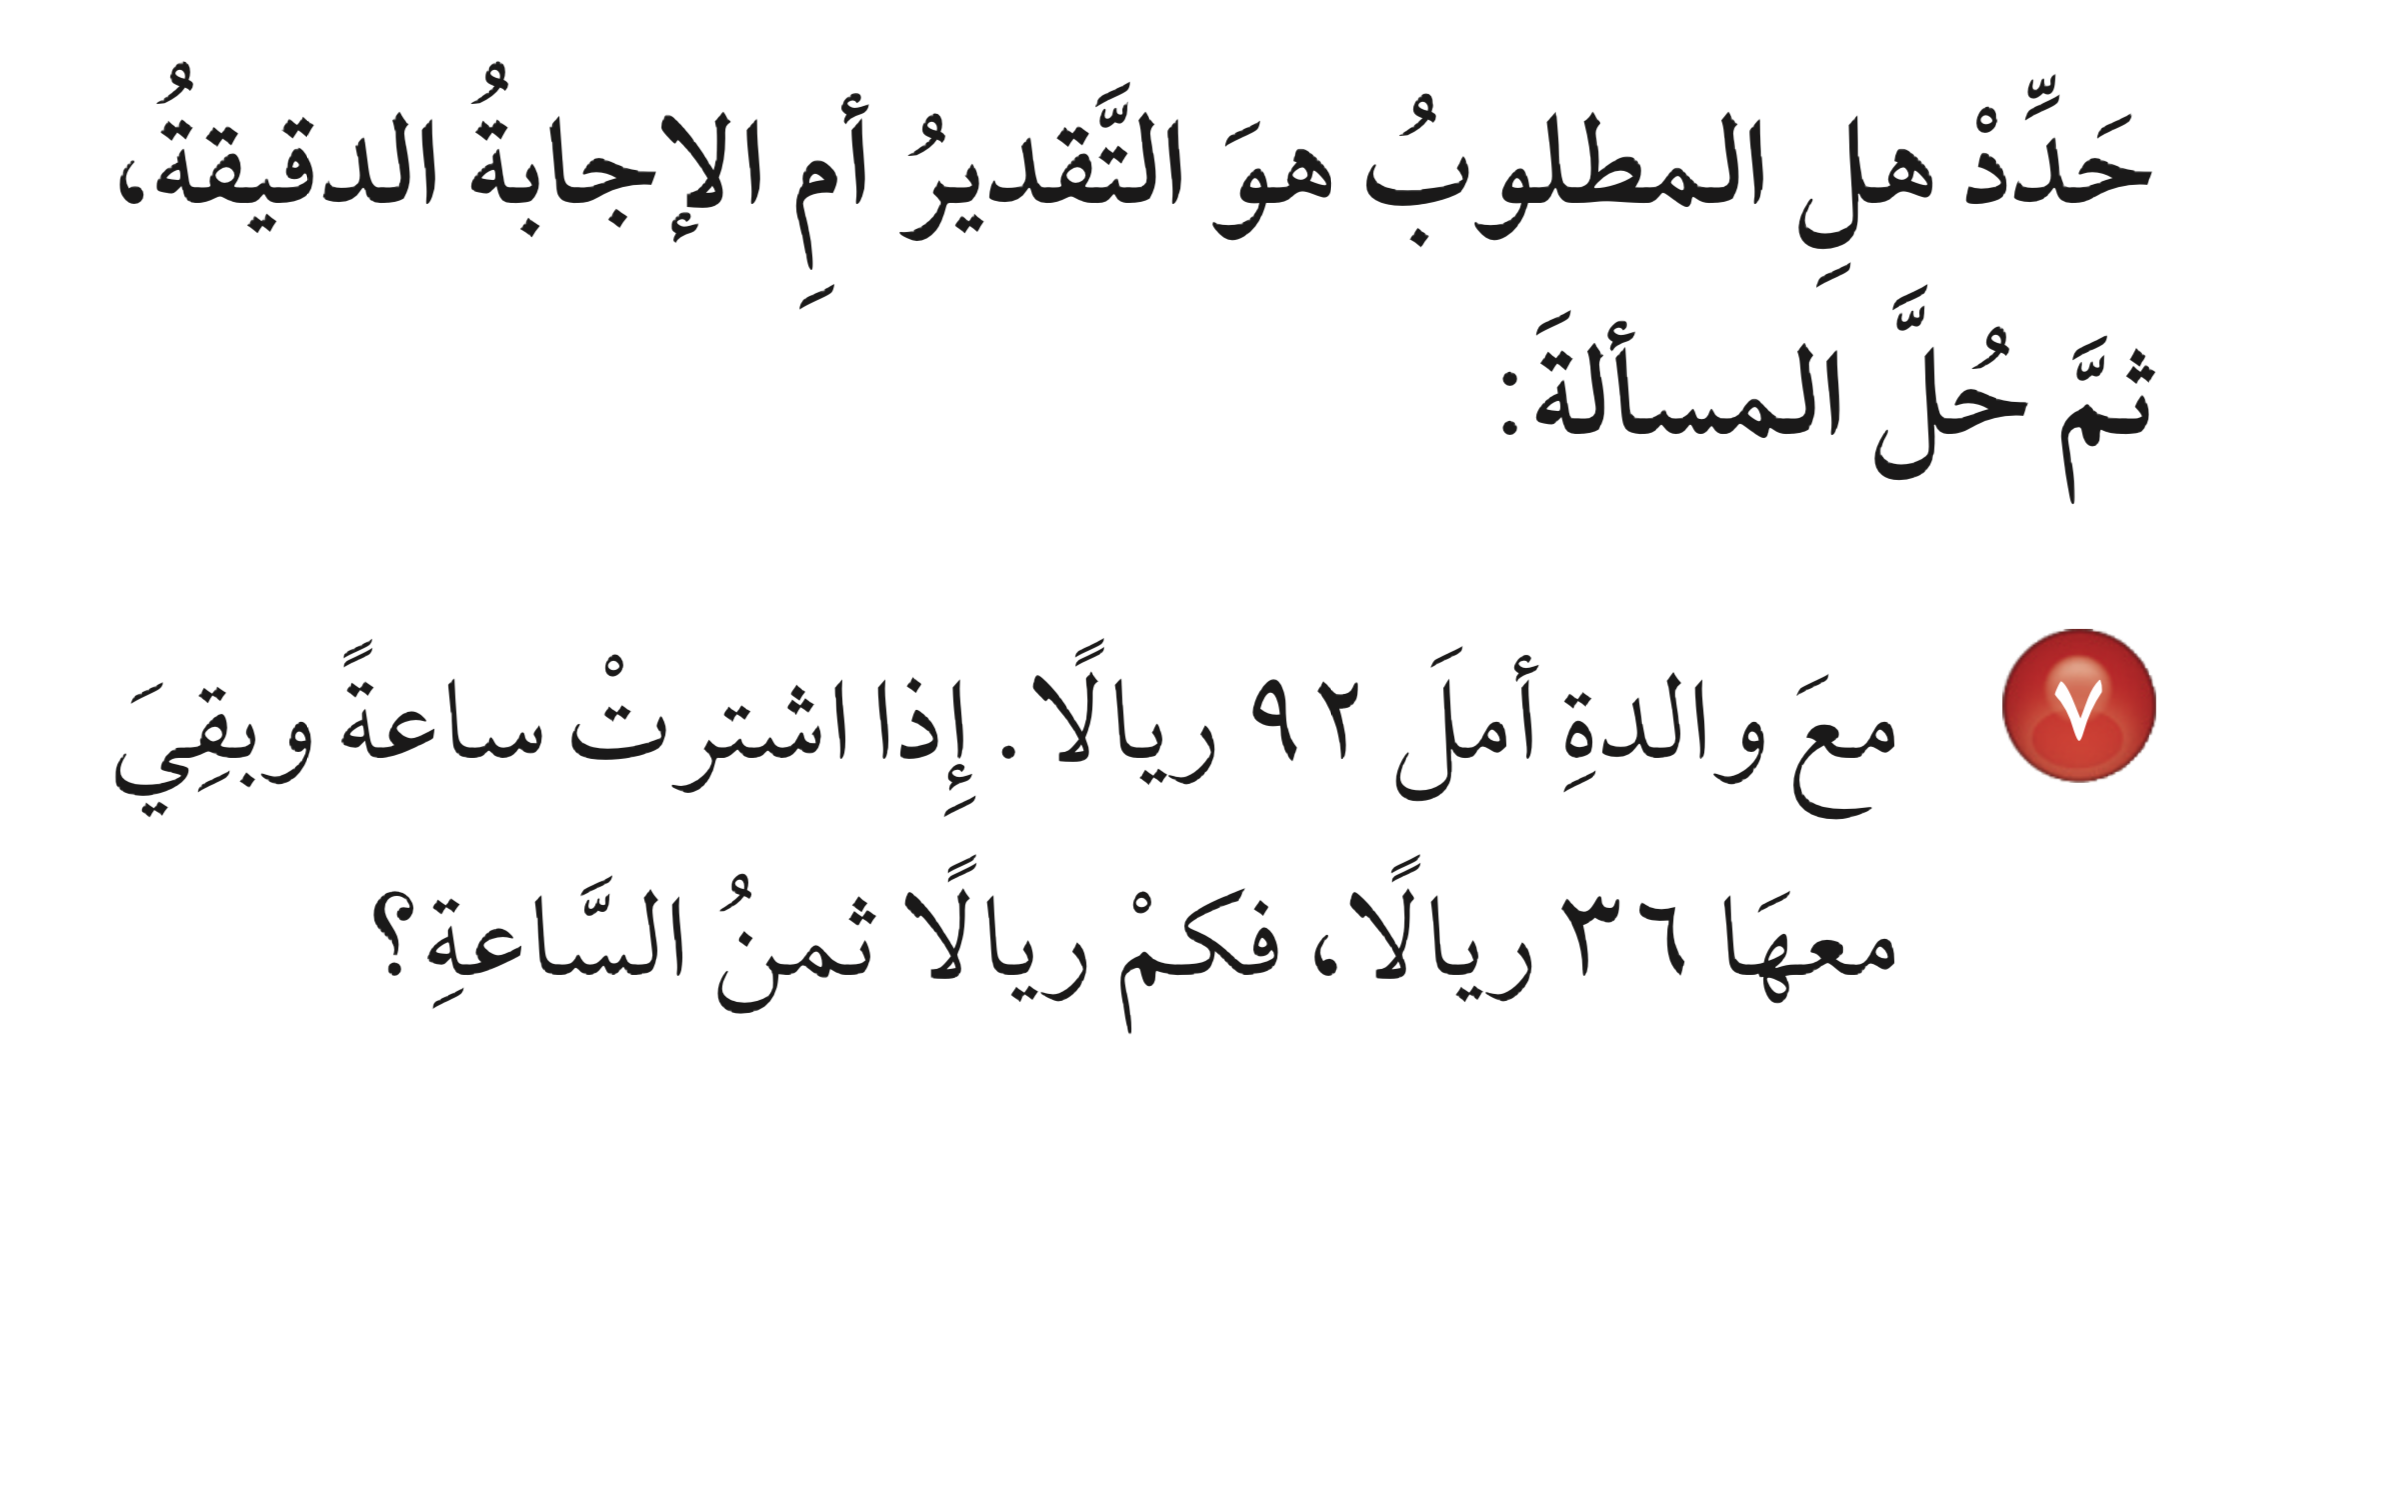 حَدِّدْ هلِ المطلوبُ هوَ التَّقديرُ أمِ الإجابةُ الدقيقةُ،
ثمَّ حُلَّ المسألةَ:
٧ معَ والدةِ أملَ ٩٢ ريالًا. إِذا اشترتْ ساعةً وبقِيَ
معهَا ٣٦ ريالًا، فكمْ ريالًا ثمنُ السَّاعةِ؟